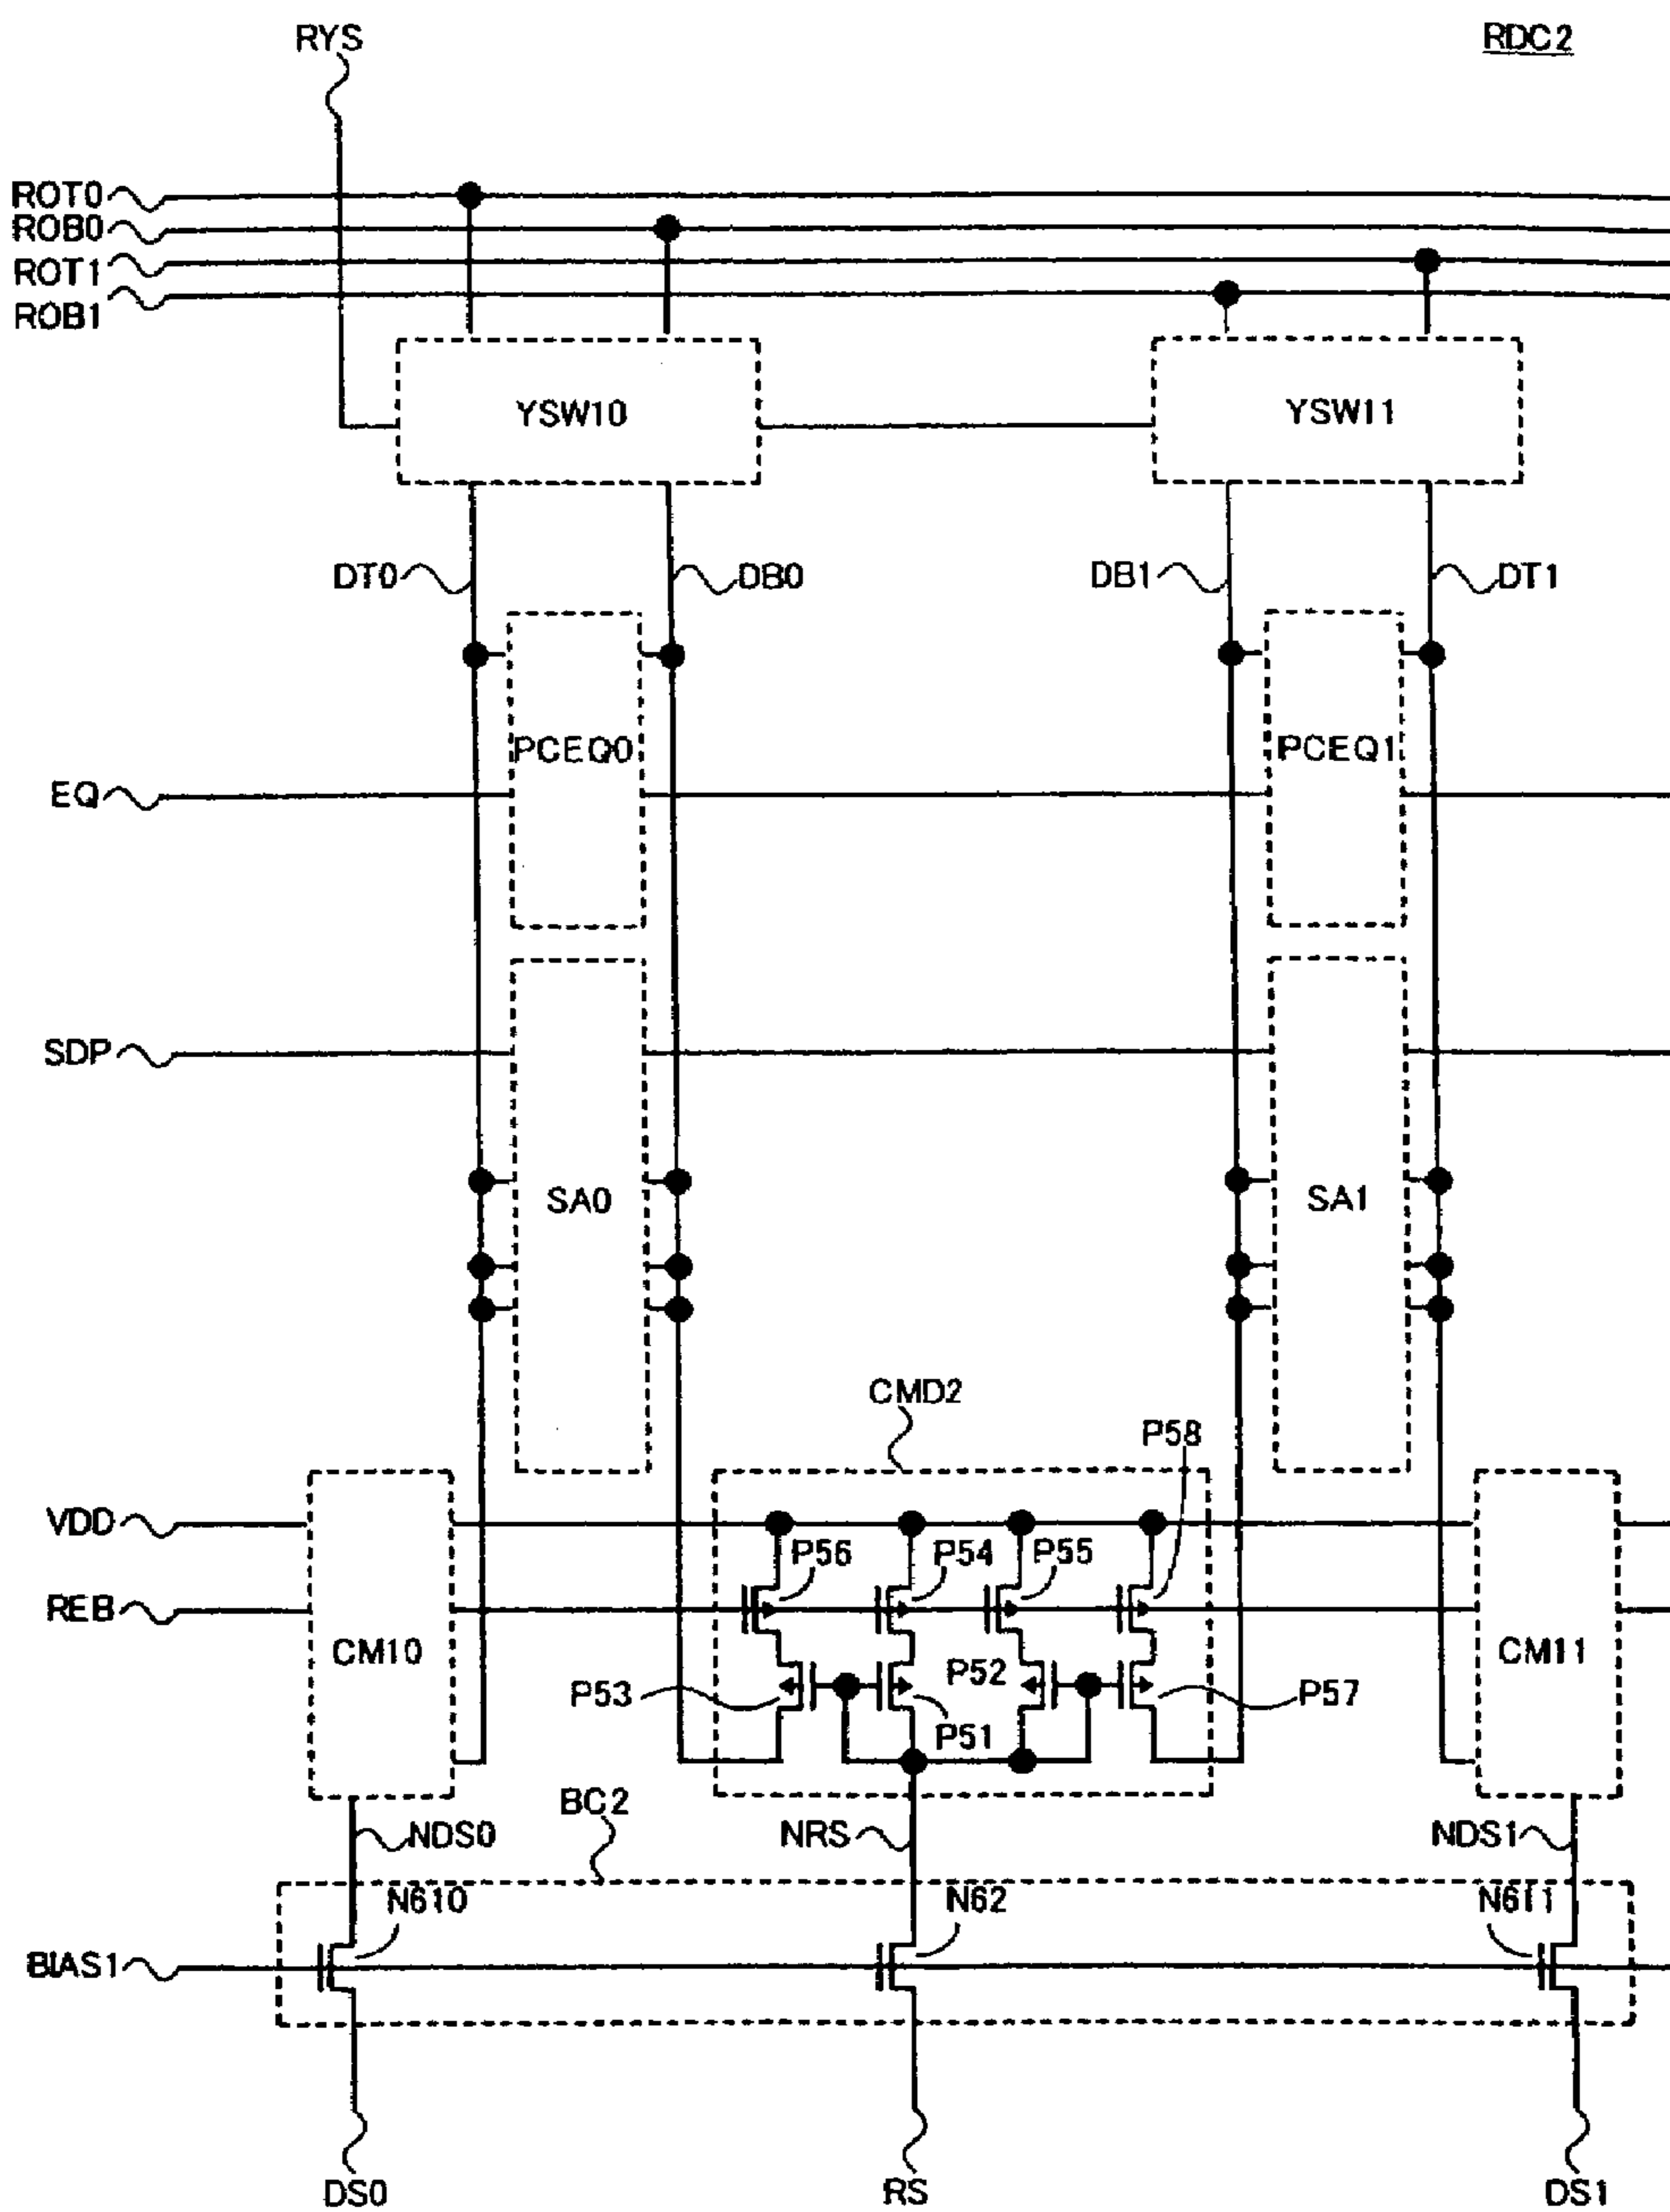 RYS
RDC2
ROT0
ROB0
ROT1
ROB1
YSW10
YSW11
DT0
DB0
DB1
DT1
PCEQ0
PCEQ1
EQ
SDP
SA0
SA1
CMD2
P58
VDD
P56
P54
P55
REB
CM10
CM11
P53
P52
P57
P51
BC2
NDS0
NRS
NDS1
N610
N62
N611
BIAS1
DS0
RS
DS1